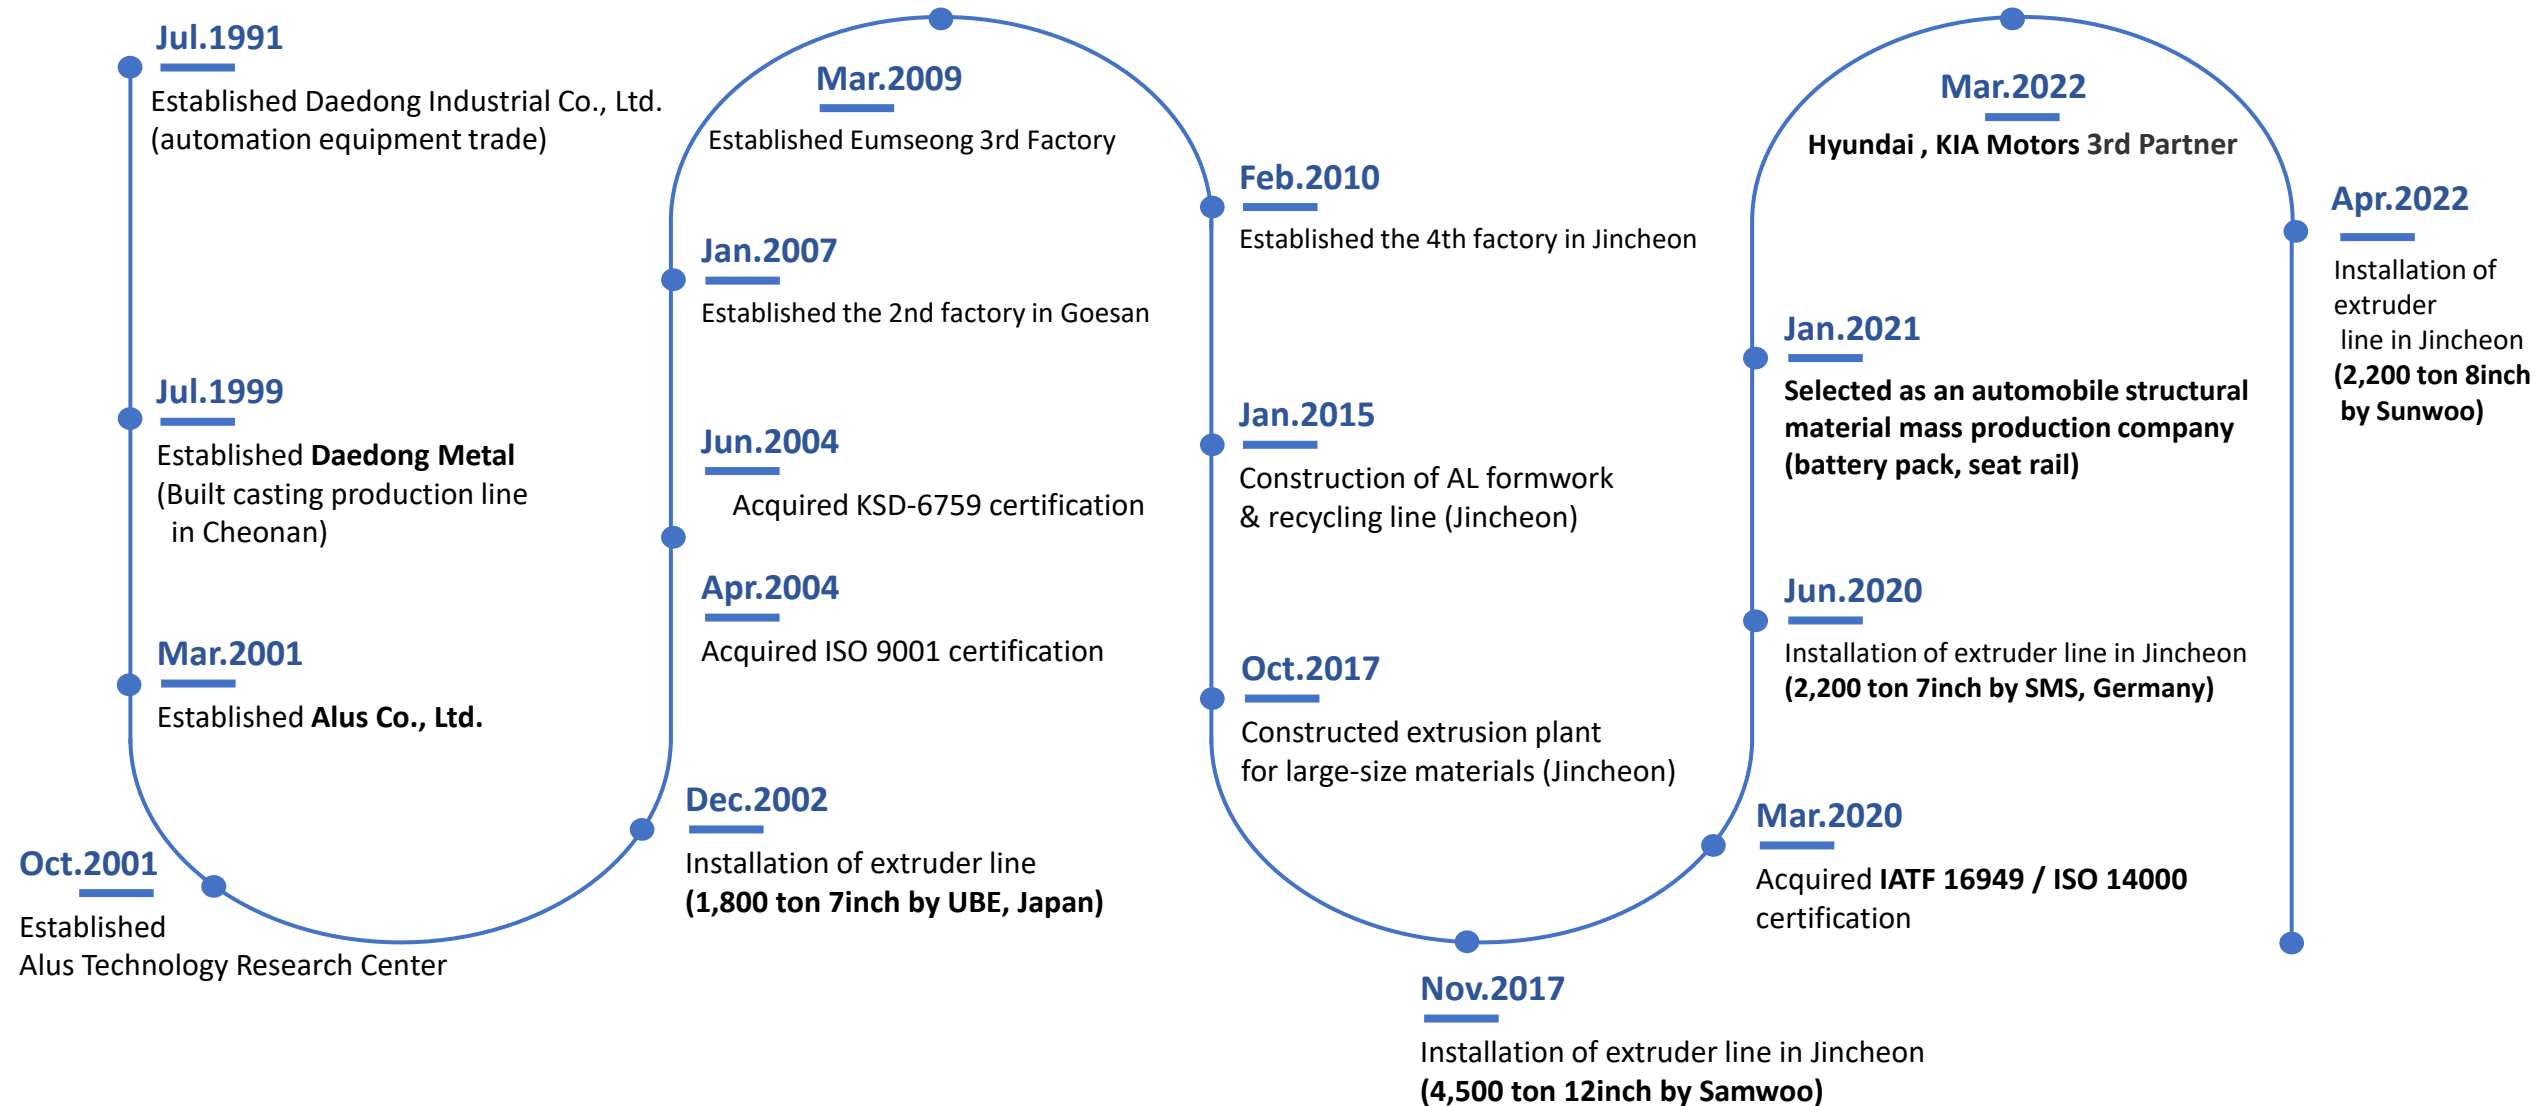 Jul.1991
Established Daedong Industrial Co., Ltd.
(automation equipment trade)
Jul.1999
Established Daedong Metal
(Built casting production line
in Cheonan)
Mar.2001
Established Alus Co., Ltd.
Oct.2001
Established
Alus Technology Research Center
Dec.2002
Installation of extruder line
(1,800 ton 7inch by UBE, Japan)
Apr.2004
Acquired ISO 9001 certification
Jun.2004
Acquired KSD-6759 certification
Jan.2007
Established the 2nd factory in Goesan
Mar.2009
Established Eumseong 3rd Factory
Feb.2010
Established the 4th factory in Jincheon
Jan.2015
Construction of AL formwork
& recycling line (Jincheon)
Oct.2017
Constructed extrusion plant
for large-size materials (Jincheon)
Nov.2017
Installation of extruder line in Jincheon
(4,500 ton 12inch by Samwoo)
Mar.2020
Acquired IATF 16949 / ISO 14000
certification
Jun.2020
Installation of extruder line in Jincheon
(2,200 ton 7inch by SMS, Germany)
Jan.2021
Selected as an automobile structural
material mass production company
(battery pack, seat rail)
Mar.2022
Hyundai , KIA Motors 3rd Partner
Apr.2022
Installation of
extruder
line in Jincheon
(2,200 ton 8inch
by Sunwoo)